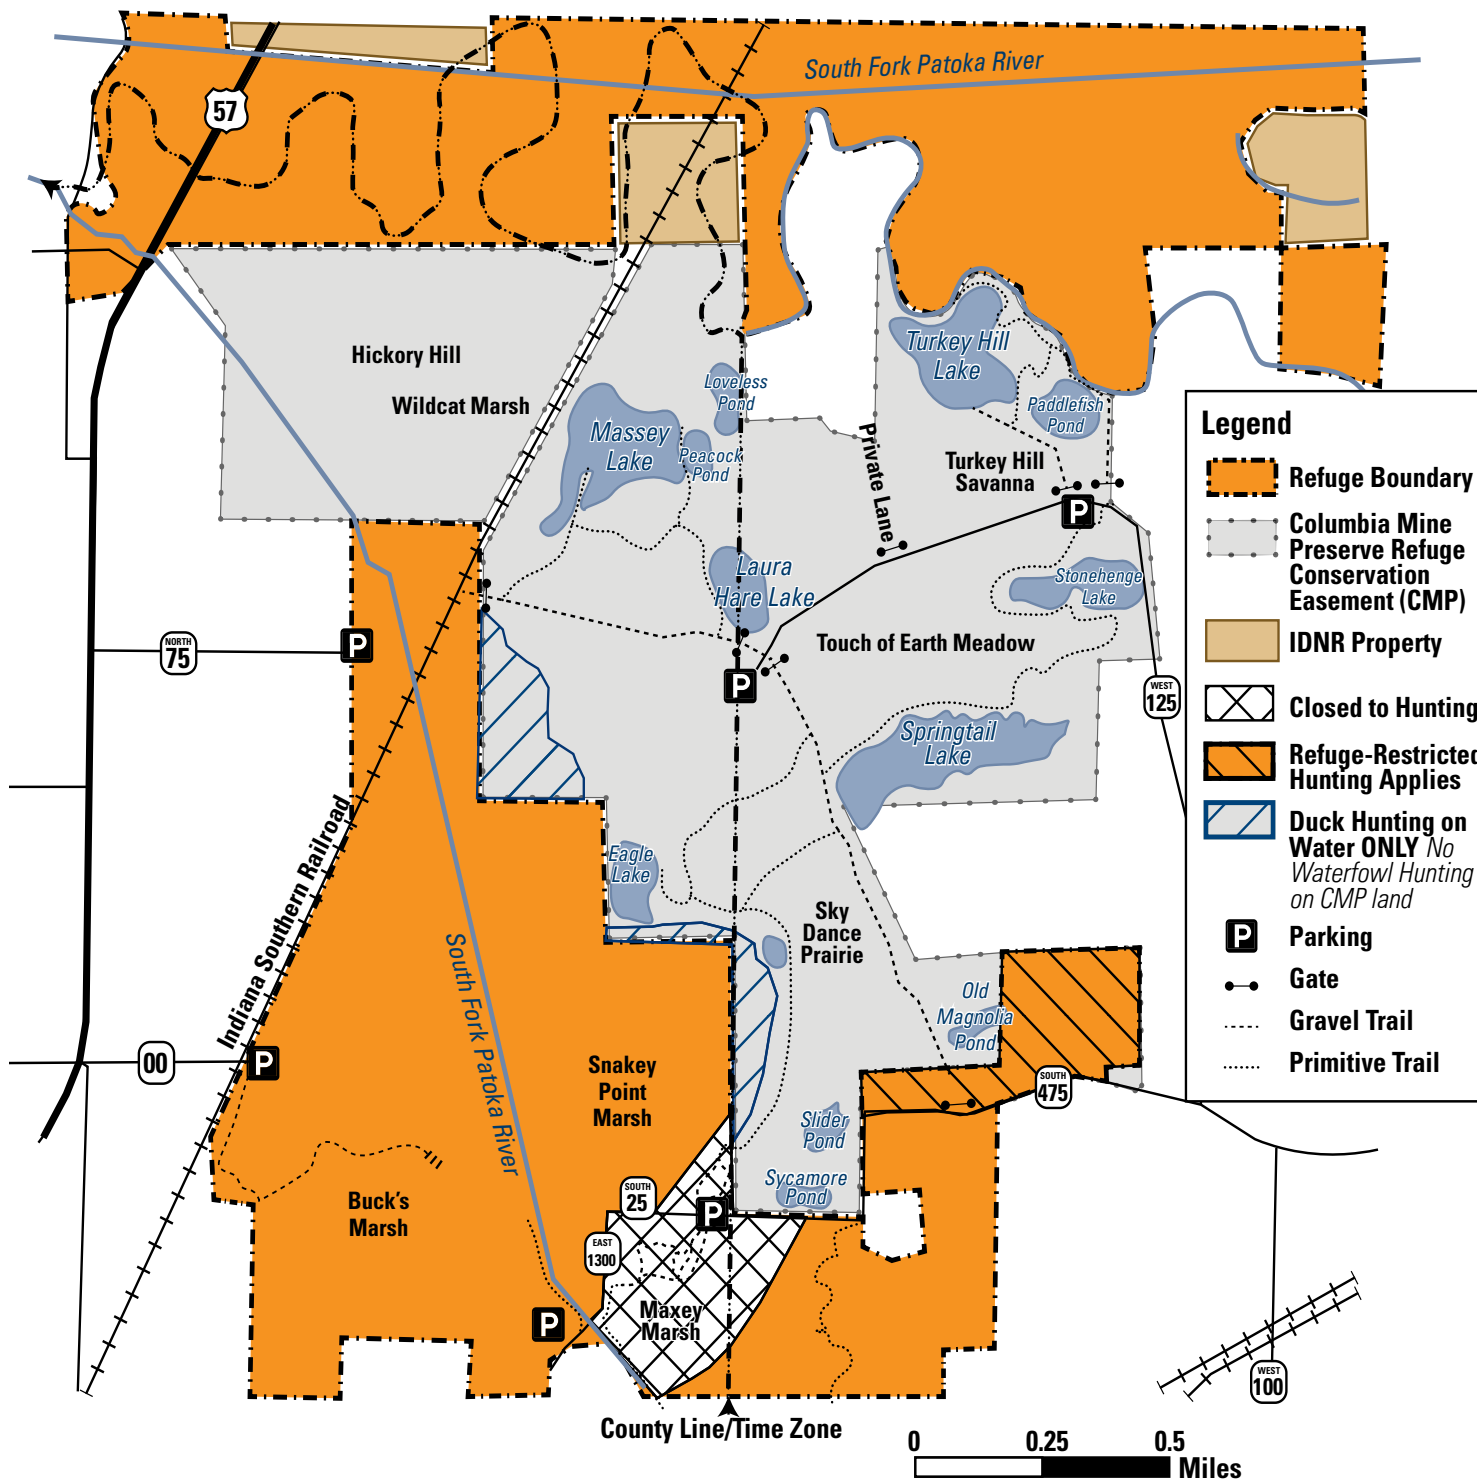 South Fork Patoka River
57
Hickory Hill
Wildcat Marsh
Massey
Lake
Loveless
Pond
Peacock
Pond
Turkey Hill
Lake
Paddlefish
Pond
Private Lane
Turkey Hill
Savanna
P
Laura
Hare Lake
Stonehenge
Lake
Touch of Earth Meadow
NORTH
75
P
P
WEST
125
Springtail
Lake
Indiana Southern Railroad
Eagle
Lake
Sky
Dance
Prairie
South Fork Patoka River
Old
Magnolia
Pond
00
P
Snakey
Point
Marsh
SOUTH
475
Slider
Pond
Sycamore
Pond
Buck's
Marsh
SOUTH
25
P
EAST
1300
Maxey
Marsh
P
WEST
100
County Line/Time Zone
0 0.25 0.5
Miles
Legend
Refuge Boundary
Columbia Mine
Preserve Refuge
Conservation
Easement (CMP)
IDNR Property
Closed to Hunting
Refuge-Restricted
Hunting Applies
Duck Hunting on
Water ONLY No
Waterfowl Hunting
on CMP land
P
Parking
Gate
Gravel Trail
Primitive Trail